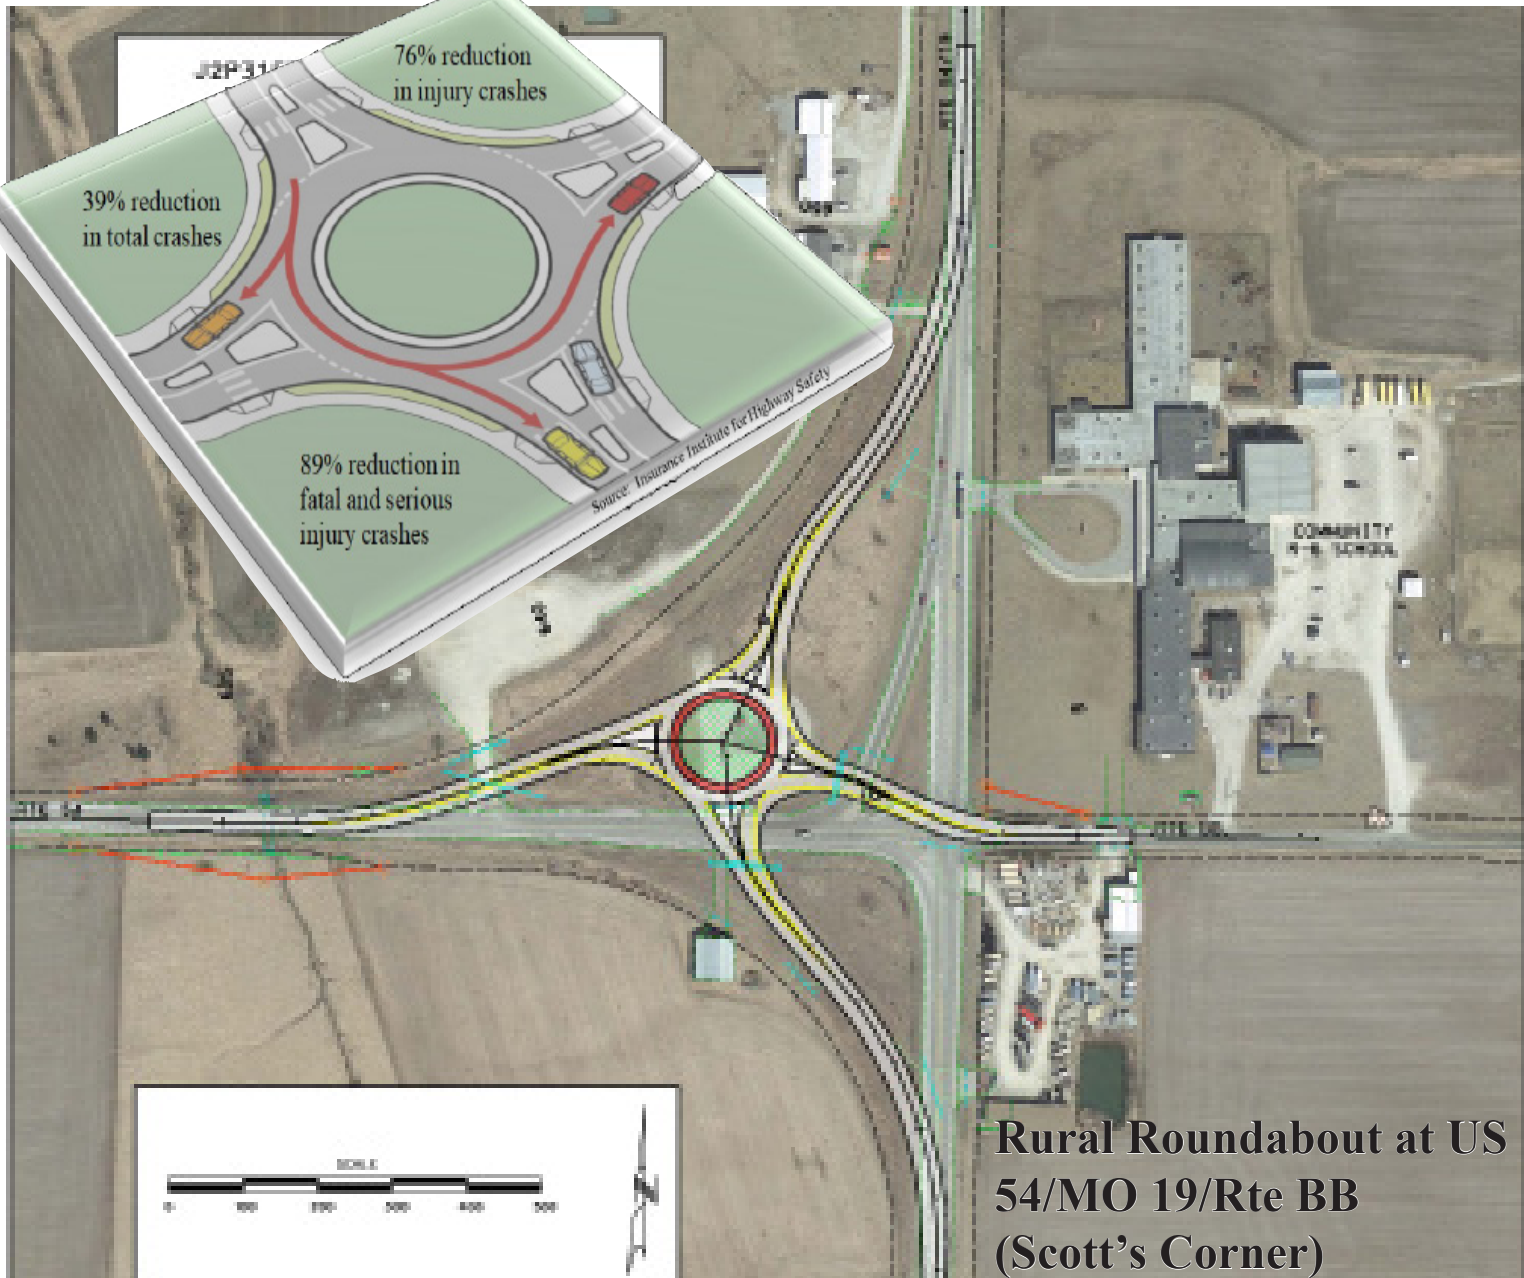 76% reduction
in injury crashes
39% reduction
in total crashes
89% reduction in
fatal and serious
injury crashes
Source: Insurance Institute for Highway Safety
COMMUNITY
R-6 SCHOOL
SCALE
0 100 200 300 400 500
N
Rural Roundabout at US
54/MO 19/Rte BB
(Scott’s Corner)